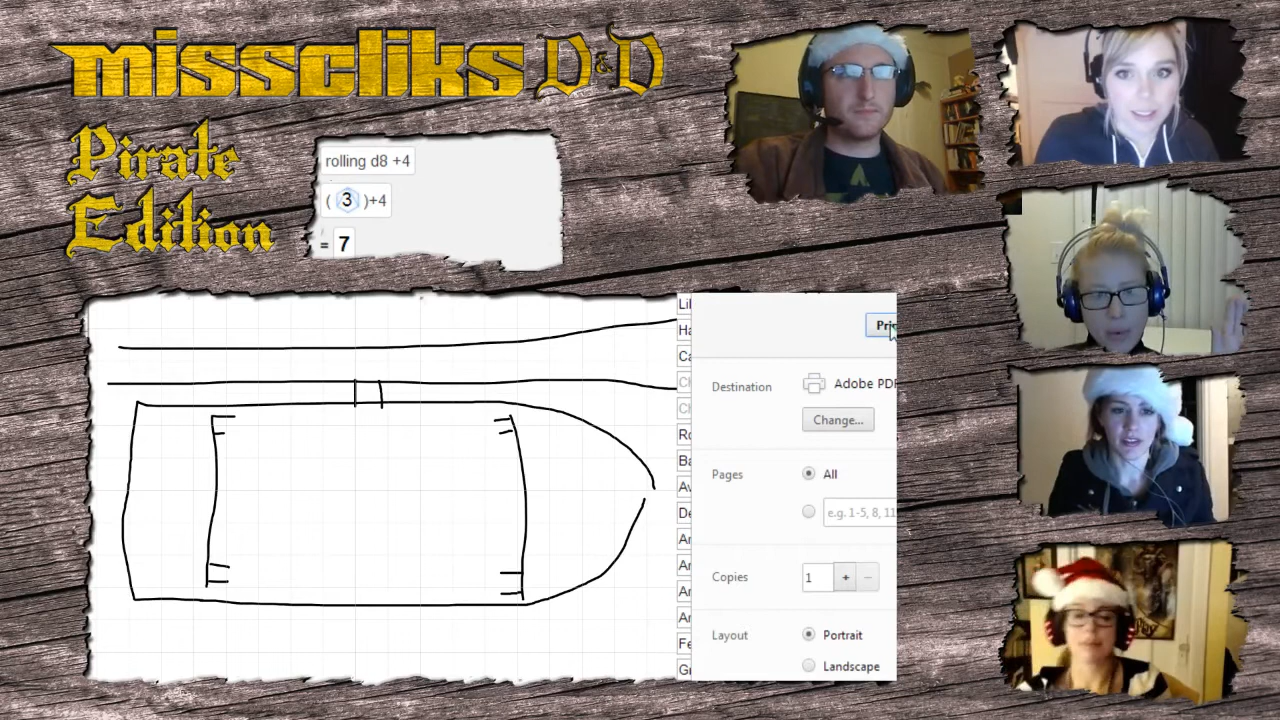 misscliks D&D
Pirate
Edition
rolling d8 +4
( 3 )+4
= 7
Destination
Adobe PD
Change...
Pages
All
e.g. 1-5, 8, 11
Copies
1
+
−
Layout
Portrait
Landscape